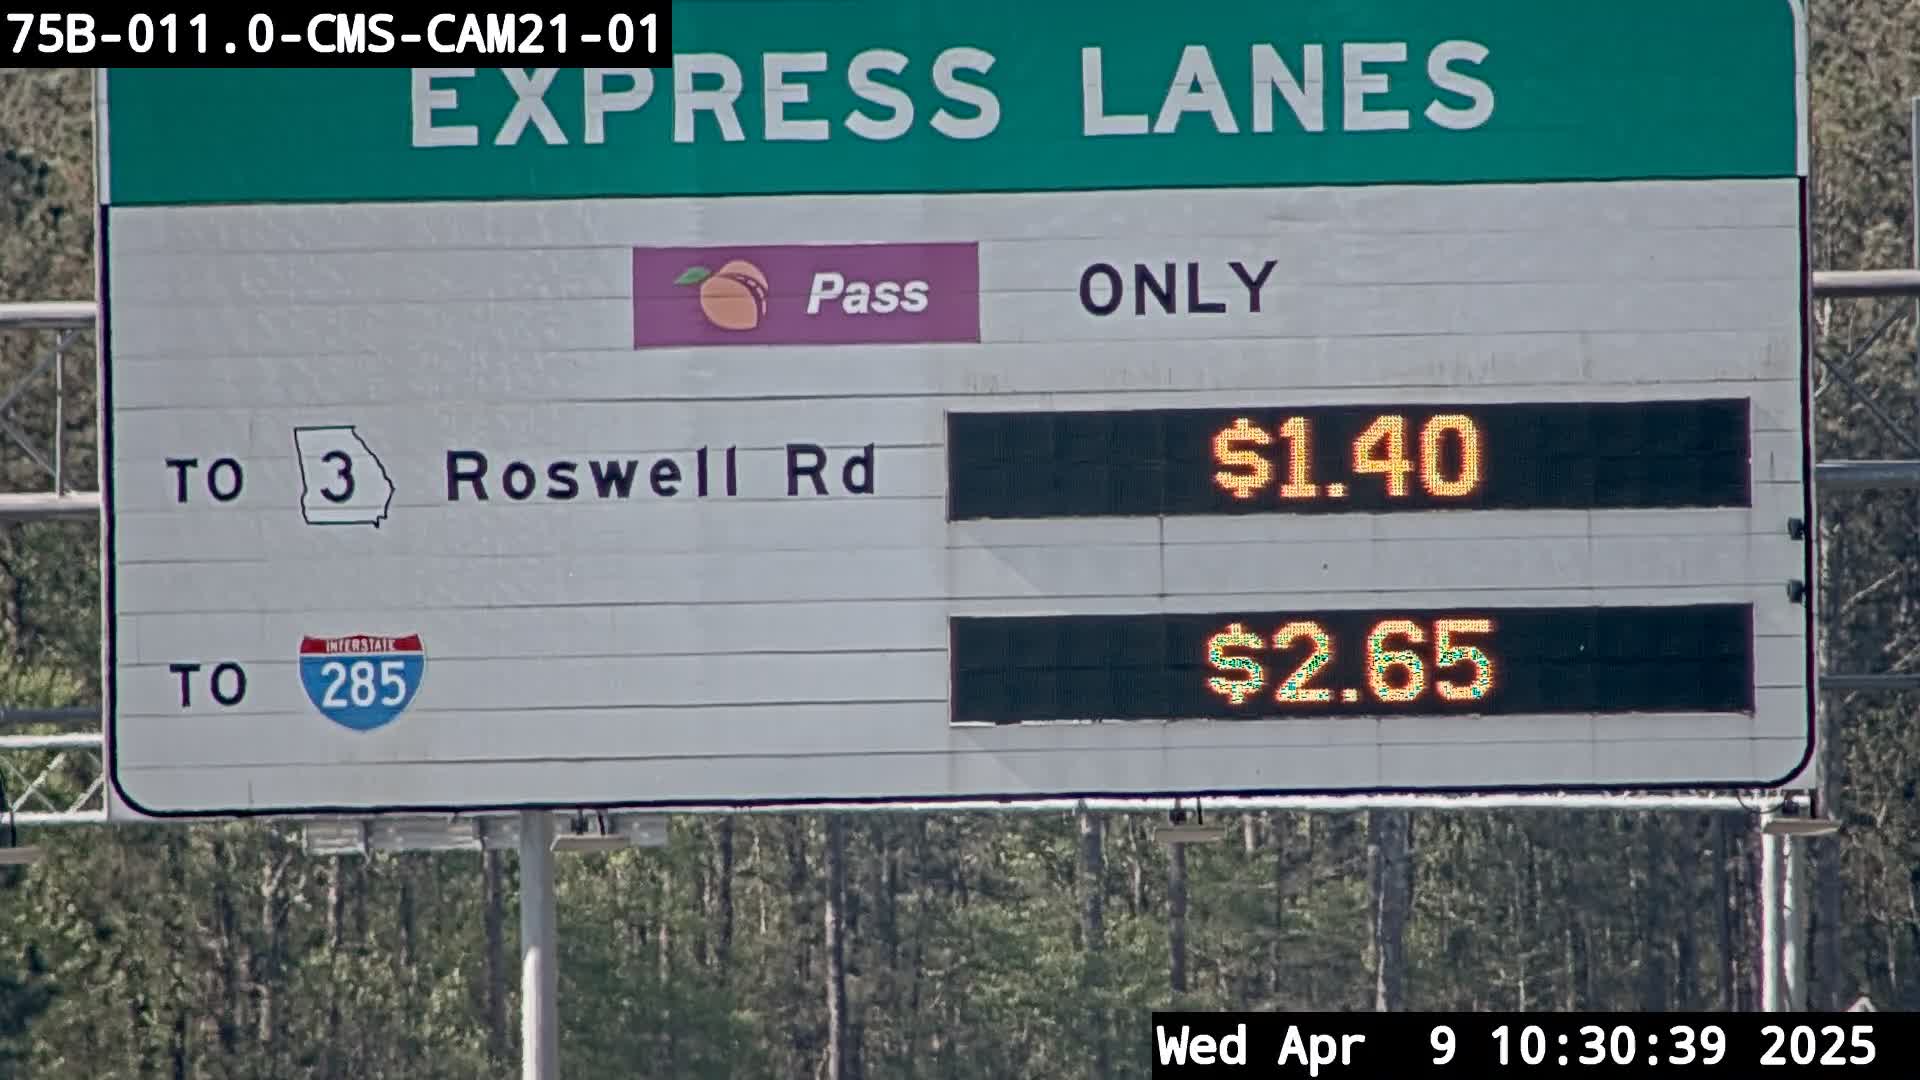 75B-011.0-CMS-CAM21-01
EXPRESS LANES
Pass ONLY
TO 3 Roswell Rd $1.40
INTERSTATE
TO 285 $2.65
Wed Apr 9 10:30:39 2025